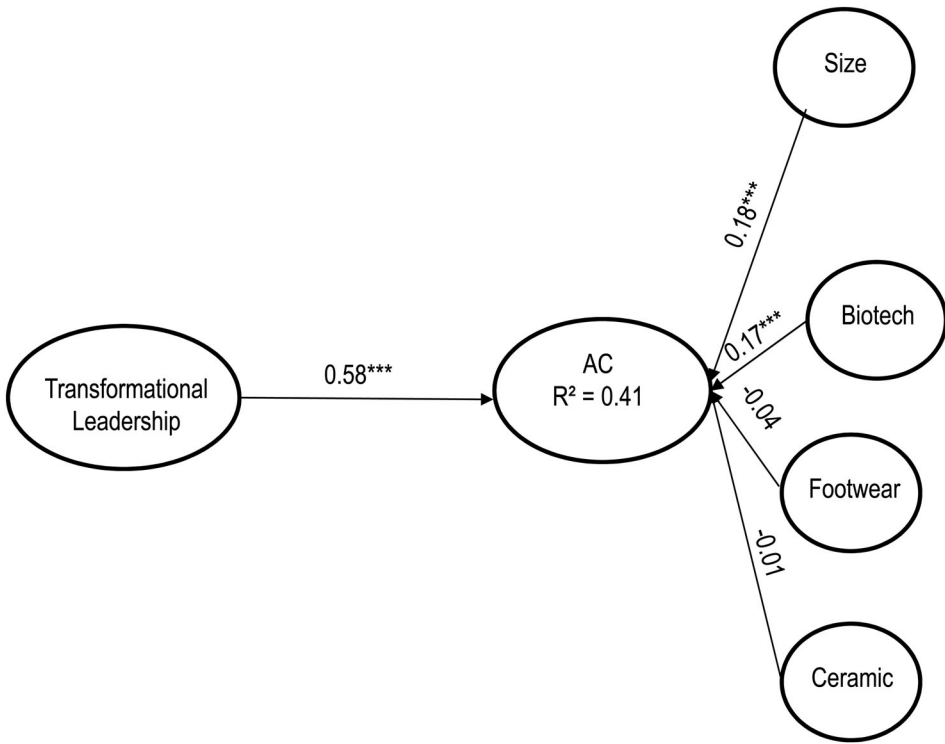 Size
0.18***
Biotech
0.17***
Transformational
Leadership
0.58***
AC
R² = 0.41
-0.04
Footwear
-0.01
Ceramic